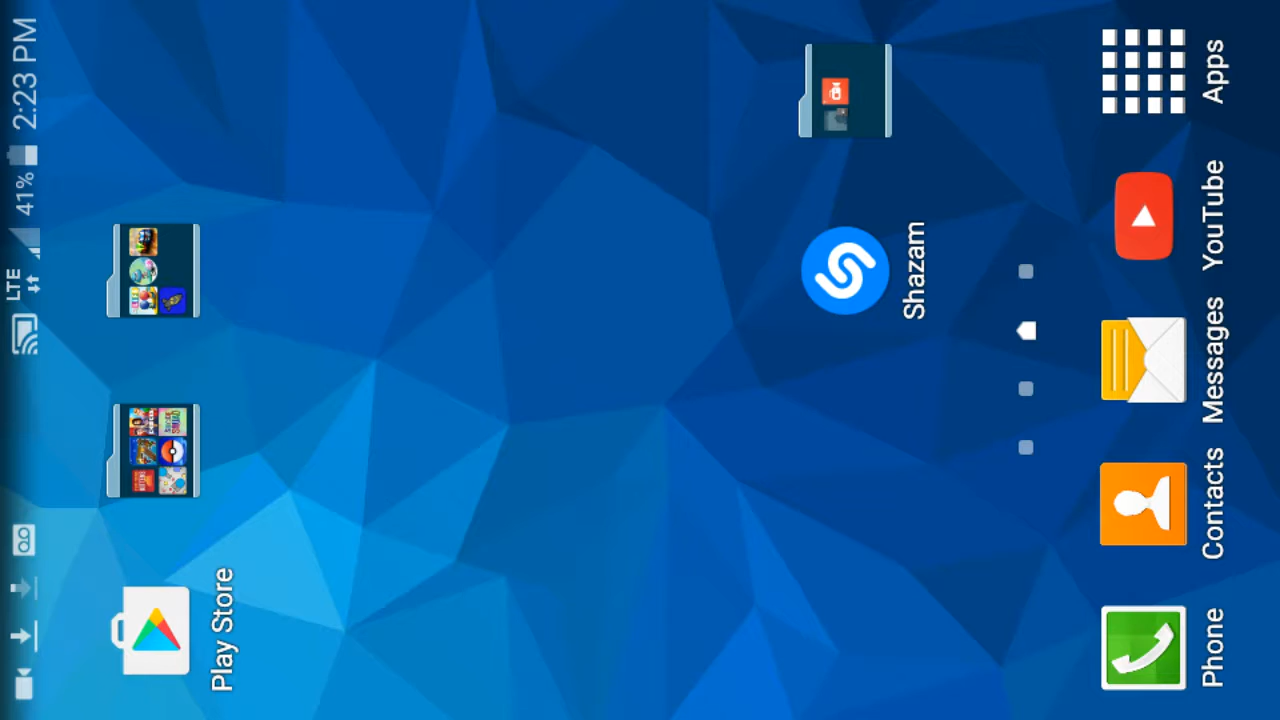 LTE 41% 2:23 PM
Play Store
Shazam
Phone
Contacts
Messages
YouTube
Apps